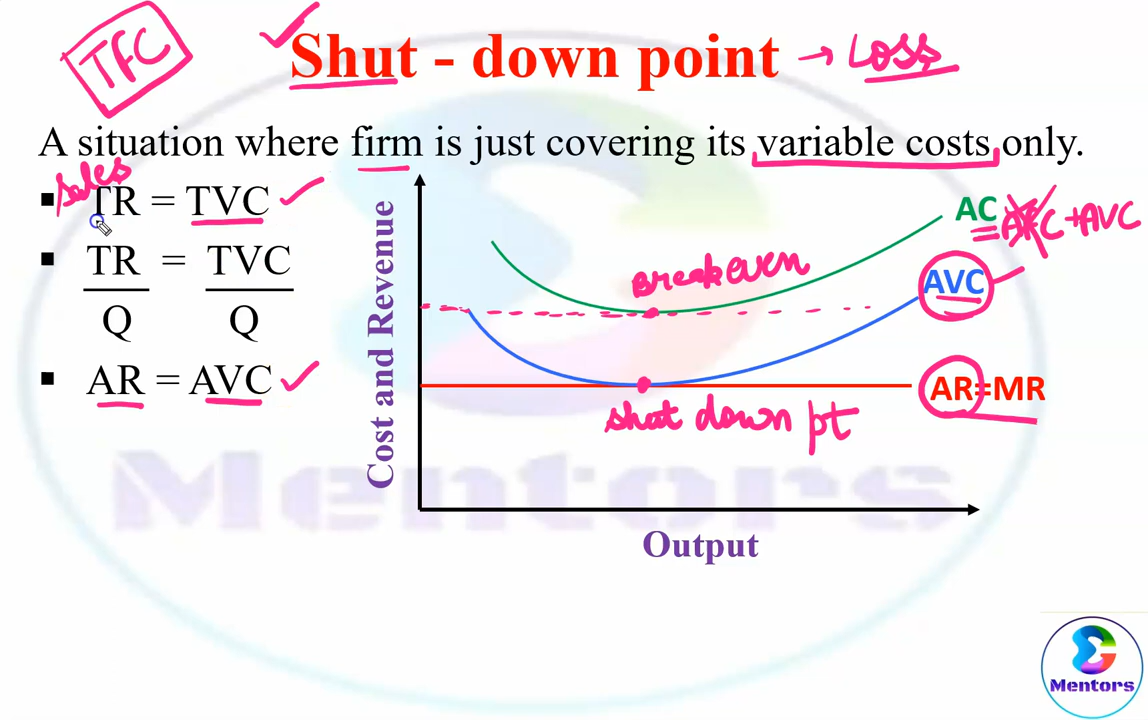 TFC
Shut - down point → Loss
A situation where firm is just covering its variable costs only.
Sales
▪ TR = TVC
▪ TR = TVC
Q Q
▪ AR = AVC
Cost and Revenue
AC
= AFC + AVC
Breakeven
AVC
AR=MR
Shut down pt
Output
Mentors
Mentors